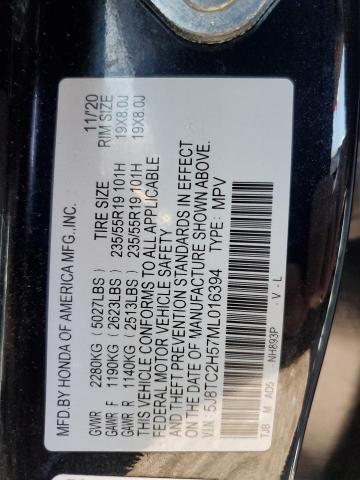 MFD.BY HONDA OF AMERICA MFG.,INC. 11/20
TIRE SIZE RIM SIZE
GVWR 2280KG (5027LBS)
GAWR F 1190KG (2623LBS) 235/55R19 101H 19X8.0J
GAWR R 1140KG (2513LBS) 235/55R19 101H 19X8.0J
THIS VEHICLE CONFORMS TO ALL APPLICABLE
FEDERAL MOTOR VEHICLE SAFETY
AND THEFT PREVENTION STANDARDS IN EFFECT
ON THE DATE OF MANUFACTURE SHOWN ABOVE.
V.I.N.: 5J8TC2H57ML016394 TYPE: MPV
TJB M AD5 NH893P - V - L